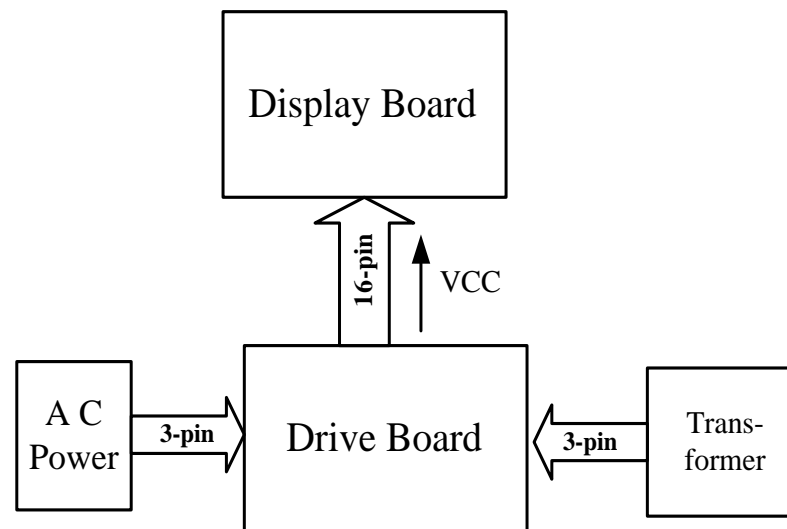 Display Board
16-pin
VCC
A C
Power
3-pin
Drive Board
3-pin
Trans-
former